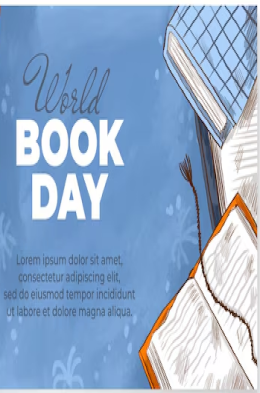 World
BOOK
DAY
Lorem ipsum dolor sit amet,
consectetur adipiscing elit,
sed do eiusmod tempor incididunt
ut labore et dolore magna aliqua.